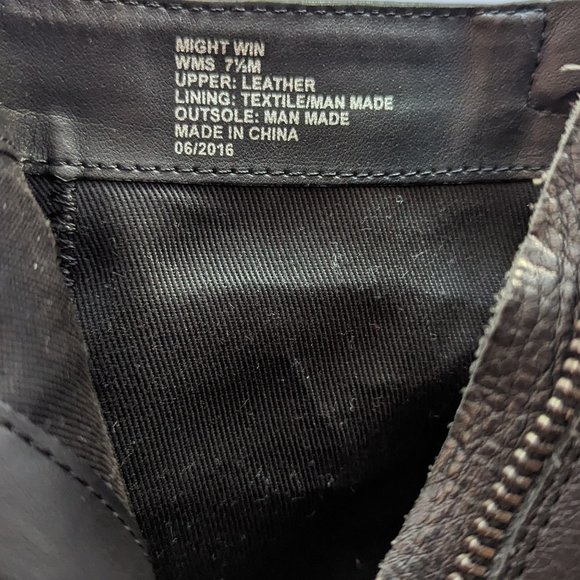 MIGHT WIN
WMS 7½M
UPPER: LEATHER
LINING: TEXTILE/MAN MADE
OUTSOLE: MAN MADE
MADE IN CHINA
06/2016